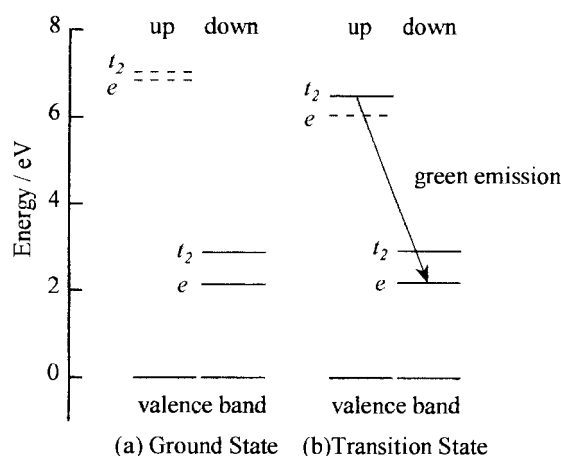 up down up down
8
t₂
e
t₂
e
6
green emission
Energy / eV
4
t₂
e
t₂
e
2
0
valence band valence band
(a) Ground State (b)Transition State